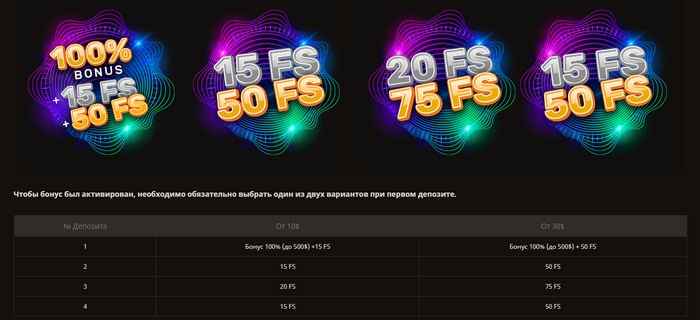 100%
BONUS
+ 15 FS
+ 50 FS
15 FS
50 FS
20 FS
75 FS
15 FS
50 FS
Чтобы бонус был активирован, необходимо обязательно выбрать один из двух вариантов при первом депозите.
№ Депозита От 10$ От 30$
1 Бонус 100% (до 500$) +15 FS Бонус 100% (до 500$) + 50 FS
2 15 FS 50 FS
3 20 FS 75 FS
4 15 FS 50 FS